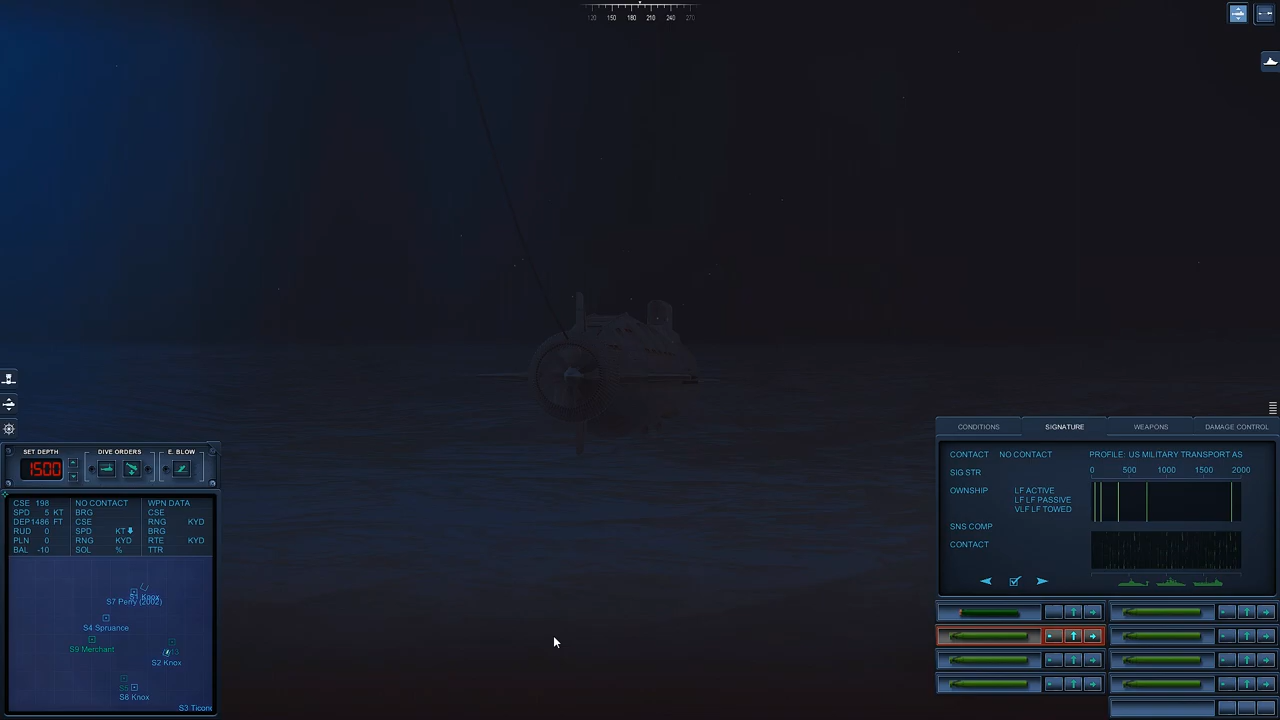 120 150 180 210 240 270
SET DEPTH DIVE ORDERS E. BLOW
1500
CSE 198 NO CONTACT WPN DATA
SPD 5 KT BRG CSE
DEP 1486 FT CSE RNG KYD
RUD 0 SPD KT BRG
PLN 0 RNG KYD RTE KYD
BAL -10 SOL % TTR
S1 Knox
S7 Perry (2002)
S4 Spruance
S9 Merchant
S2 Knox
S5
S8 Knox
S3 Ticond
CONDITIONS SIGNATURE WEAPONS DAMAGE CONTROL
CONTACT NO CONTACT PROFILE: US MILITARY TRANSPORT AS
SIG STR 0 500 1000 1500 2000
OWNSHIP LF ACTIVE
LF LF PASSIVE
VLF LF TOWED
SNS COMP
CONTACT